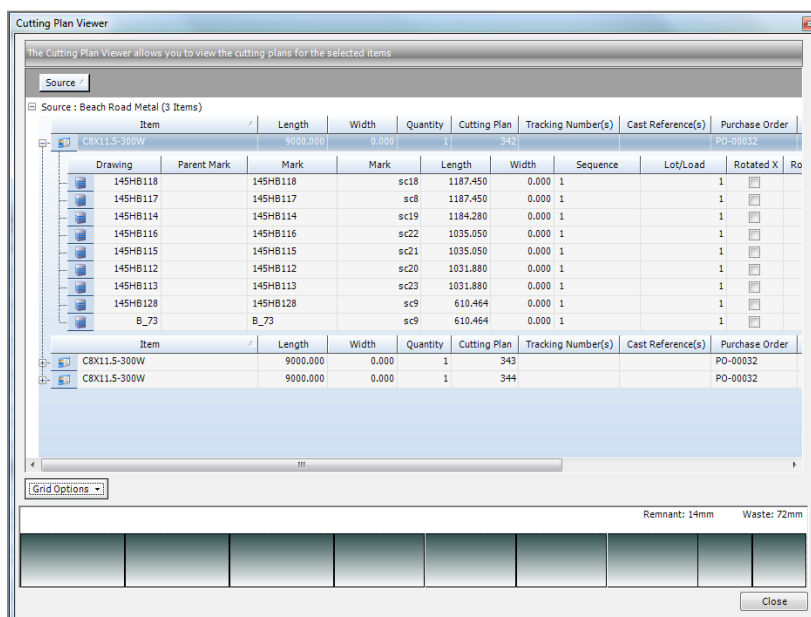 Cutting Plan Viewer
The Cutting Plan Viewer allows you to view the cutting plans for the selected items
Source
Source : Beach Road Metal (3 Items)
Item Length Width Quantity Cutting Plan Tracking Number(s) Cast Reference(s) Purchase Order
C8X11.5-300W 9000.000 0.000 1 342 PO-00032
Drawing Parent Mark Mark Mark Length Width Sequence Lot/Load Rotated X Ro
145HB118 145HB118 sc18 1187.450 0.000 1 1
145HB117 145HB117 sc8 1187.450 0.000 1 1
145HB114 145HB114 sc19 1184.280 0.000 1 1
145HB116 145HB116 sc22 1035.050 0.000 1 1
145HB115 145HB115 sc21 1035.050 0.000 1 1
145HB112 145HB112 sc20 1031.880 0.000 1 1
145HB113 145HB113 sc23 1031.880 0.000 1 1
145HB128 145HB128 sc9 610.464 0.000 1 1
B_73 B_73 sc9 610.464 0.000 1 1
Item Length Width Quantity Cutting Plan Tracking Number(s) Cast Reference(s) Purchase Order
C8X11.5-300W 9000.000 0.000 1 343 PO-00032
C8X11.5-300W 9000.000 0.000 1 344 PO-00032
Grid Options
Remnant: 14mm Waste: 72mm
Close